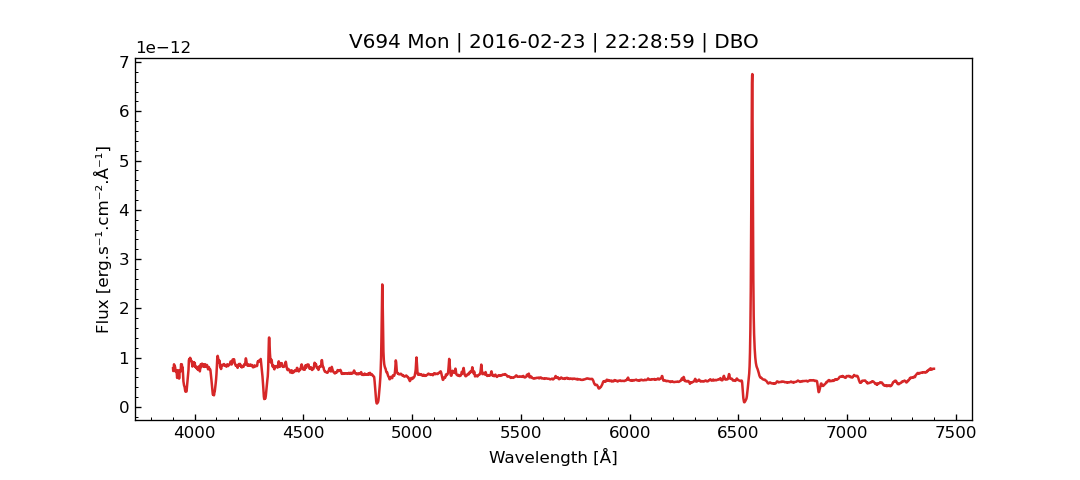 V694 Mon | 2016-02-23 | 22:28:59 | DBO
1e−12
7
6
5
4
3
2
1
0
Flux [erg.s⁻¹.cm⁻².Å⁻¹]
4000 4500 5000 5500 6000 6500 7000 7500
Wavelength [Å]